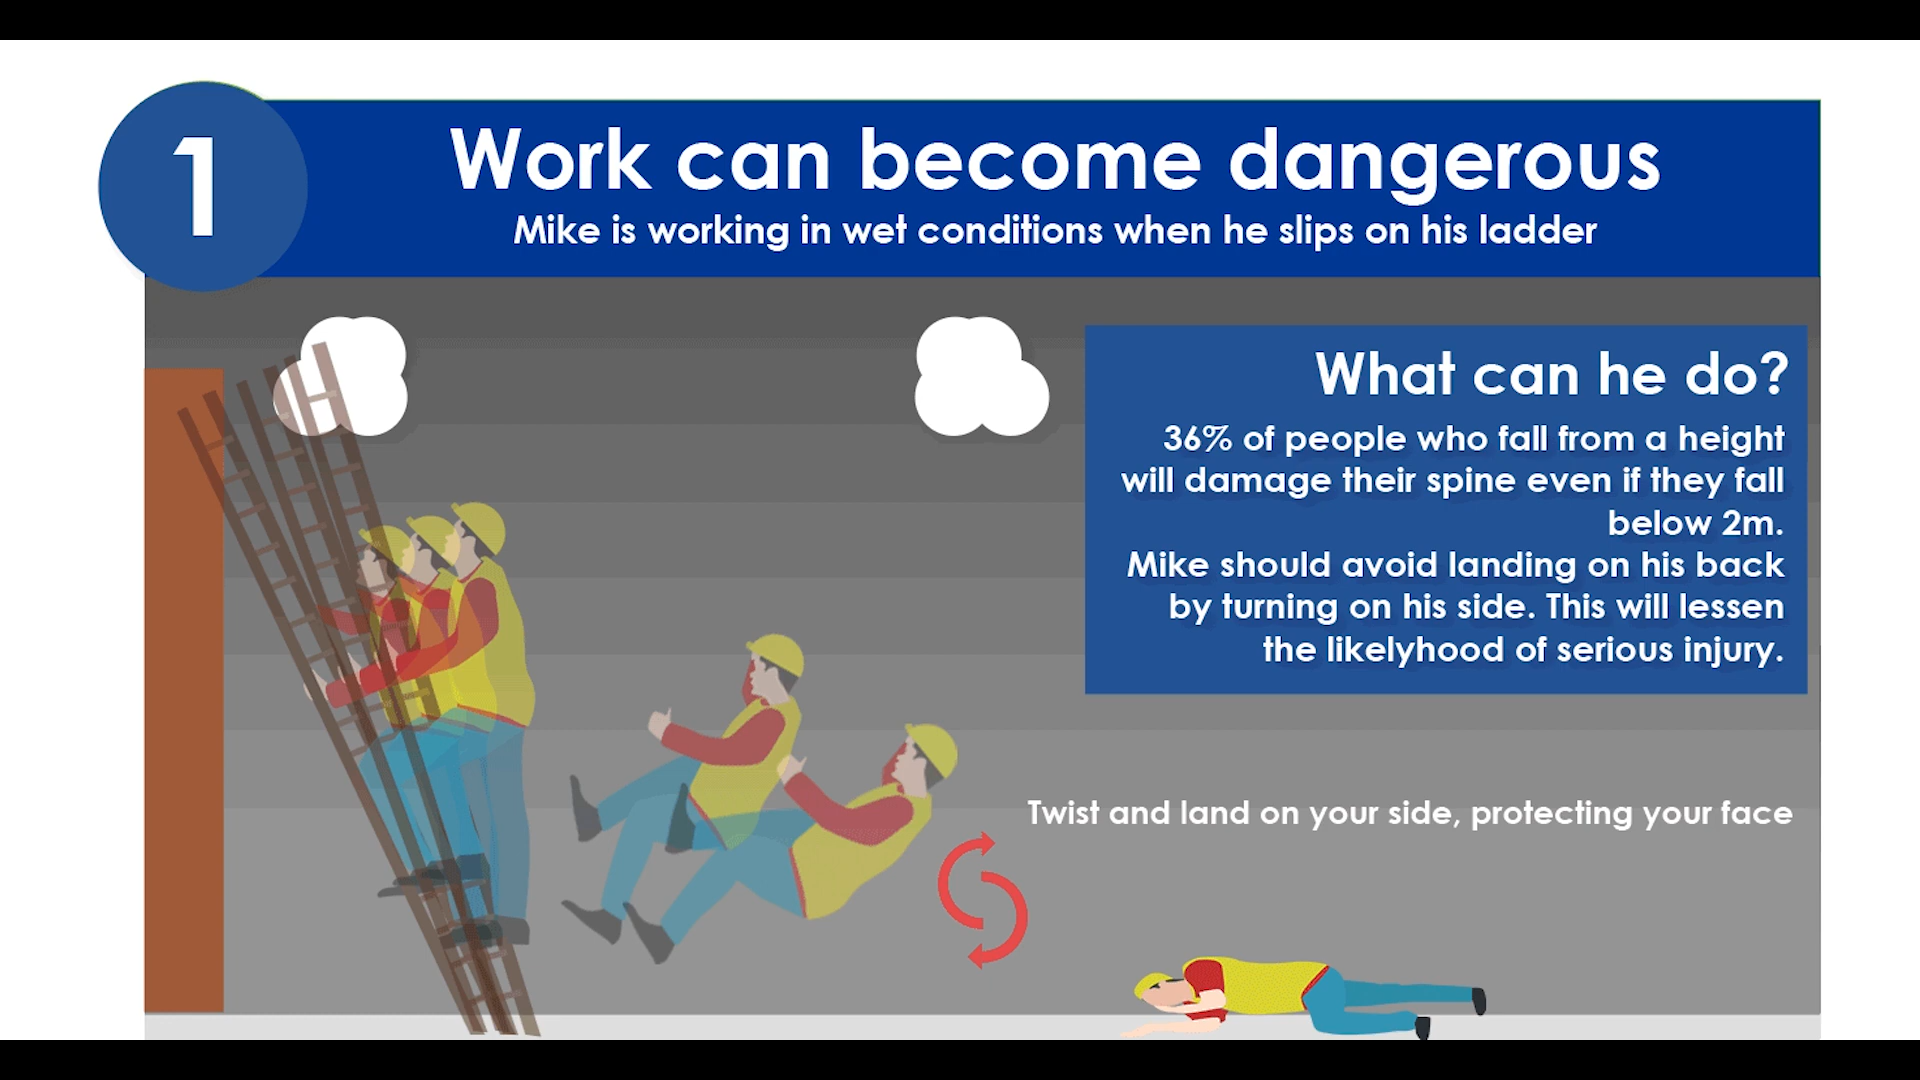 1
Work can become dangerous
Mike is working in wet conditions when he slips on his ladder
What can he do?
36% of people who fall from a height
will damage their spine even if they fall
below 2m.
Mike should avoid landing on his back
by turning on his side. This will lessen
the likelyhood of serious injury.
Twist and land on your side, protecting your face